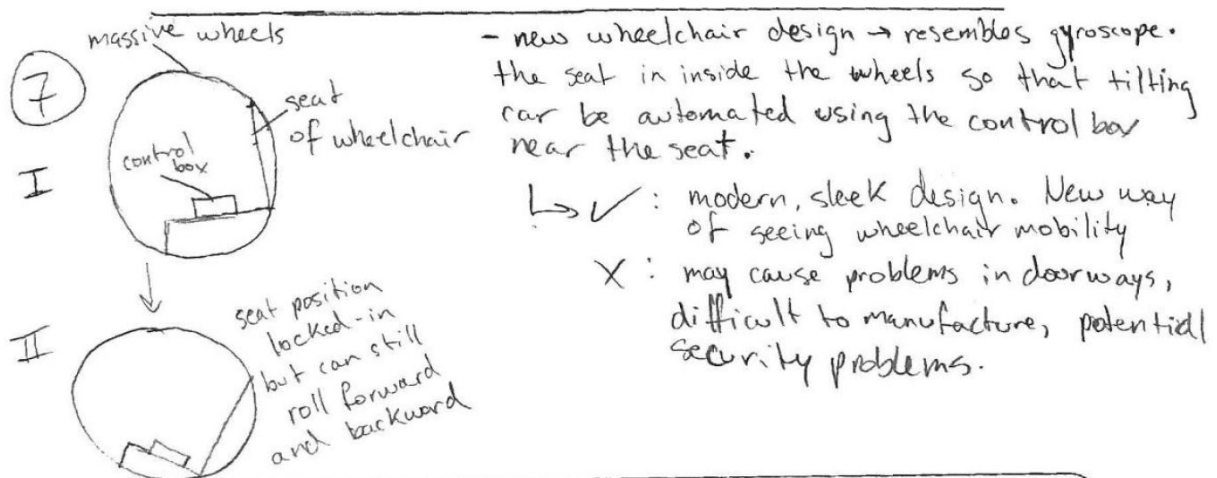 massive wheels
7
I
seat
of wheelchair
control
box
II
seat position
locked-in
but can still
roll forward
and backward
- new wheelchair design → resembles gyroscope.
the seat in inside the wheels so that tilting
can be automated using the control box
near the seat.
↳ ✓ : modern, sleek design. New way
of seeing wheelchair mobility
X : may cause problems in doorways,
difficult to manufacture, potential
security problems.